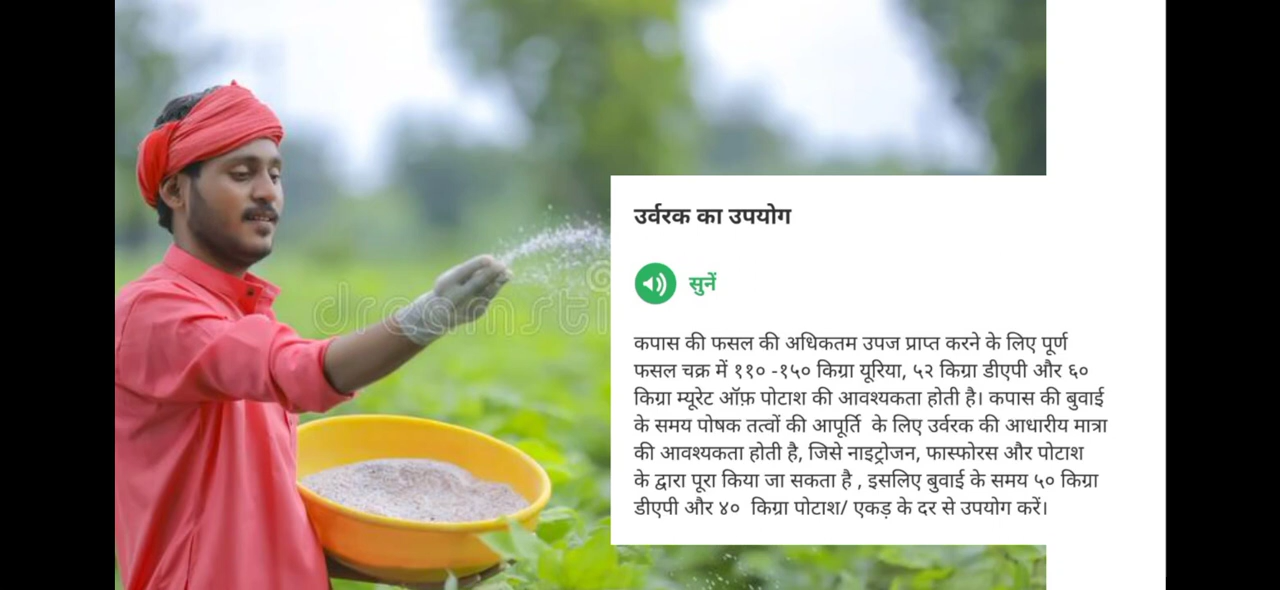 उर्वरक का उपयोग
सुनें
dreamsti
कपास की फसल की अधिकतम उपज प्राप्त करने के लिए पूर्ण
फसल चक्र में ११० -१५० किग्रा यूरिया, ५२ किग्रा डीएपी और ६०
किग्रा म्यूरेट ऑफ़ पोटाश की आवश्यकता होती है। कपास की बुवाई
के समय पोषक तत्वों की आपूर्ति के लिए उर्वरक की आधारीय मात्रा
की आवश्यकता होती है, जिसे नाइट्रोजन, फास्फोरस और पोटाश
के द्वारा पूरा किया जा सकता है , इसलिए बुवाई के समय ५० किग्रा
डीएपी और ४० किग्रा पोटाश/ एकड़ के दर से उपयोग करें।